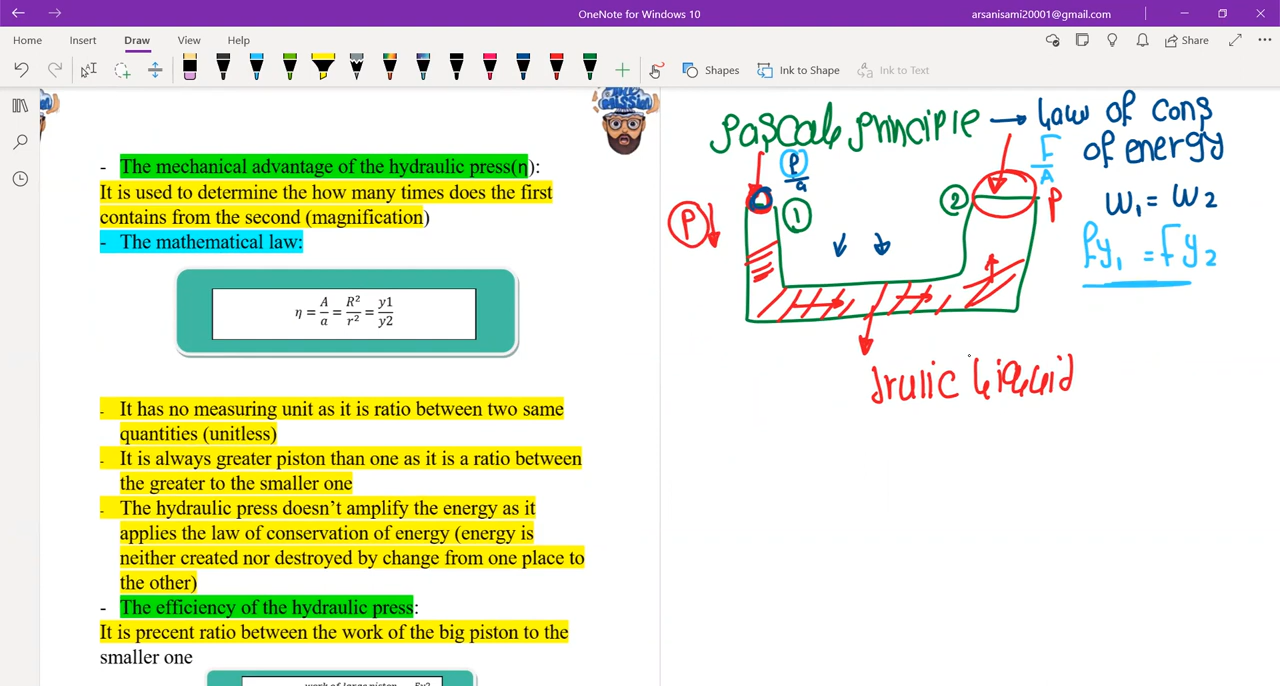 OneNote for Windows 10
arsanisami20001@gmail.com
Home
Insert
Draw
View
Help
Share
Shapes
Ink to Shape
Ink to Text
- The mechanical advantage of the hydraulic press(η):
It is used to determine the how many times does the first
contains from the second (magnification)
- The mathematical law:
η = A/a = R²/r² = y1/y2
- It has no measuring unit as it is ratio between two same
quantities (unitless)
- It is always greater piston than one as it is a ratio between
the greater to the smaller one
- The hydraulic press doesn’t amplify the energy as it
applies the law of conservation of energy (energy is
neither created nor destroyed by change from one place to
the other)
- The efficiency of the hydraulic press:
It is precent ratio between the work of the big piston to the
smaller one
Pascale principle → Law of cons
of energy
F/A
P
1
2
P
w1 = w2
Fy2
drulic liquid